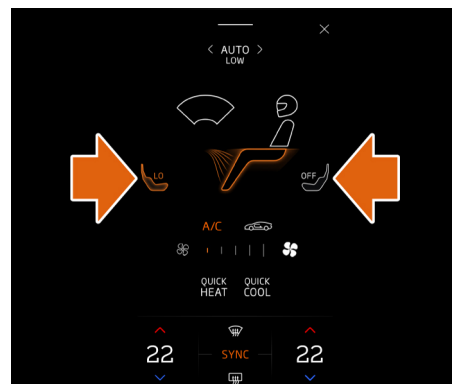 AUTO
LOW
LO
OFF
A/C
QUICK QUICK
HEAT COOL
22 SYNC 22